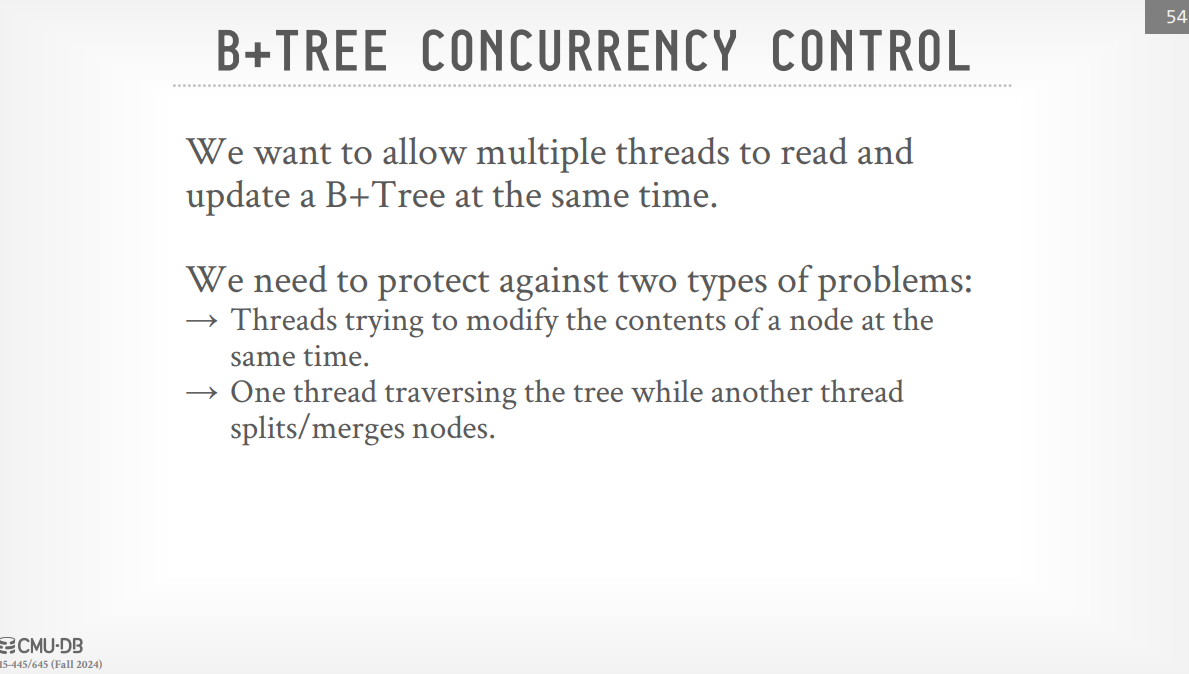 54
B+TREE CONCURRENCY CONTROL
We want to allow multiple threads to read and
update a B+Tree at the same time.
We need to protect against two types of problems:
→ Threads trying to modify the contents of a node at the
same time.
→ One thread traversing the tree while another thread
splits/merges nodes.
CMU·DB
15-445/645 (Fall 2024)